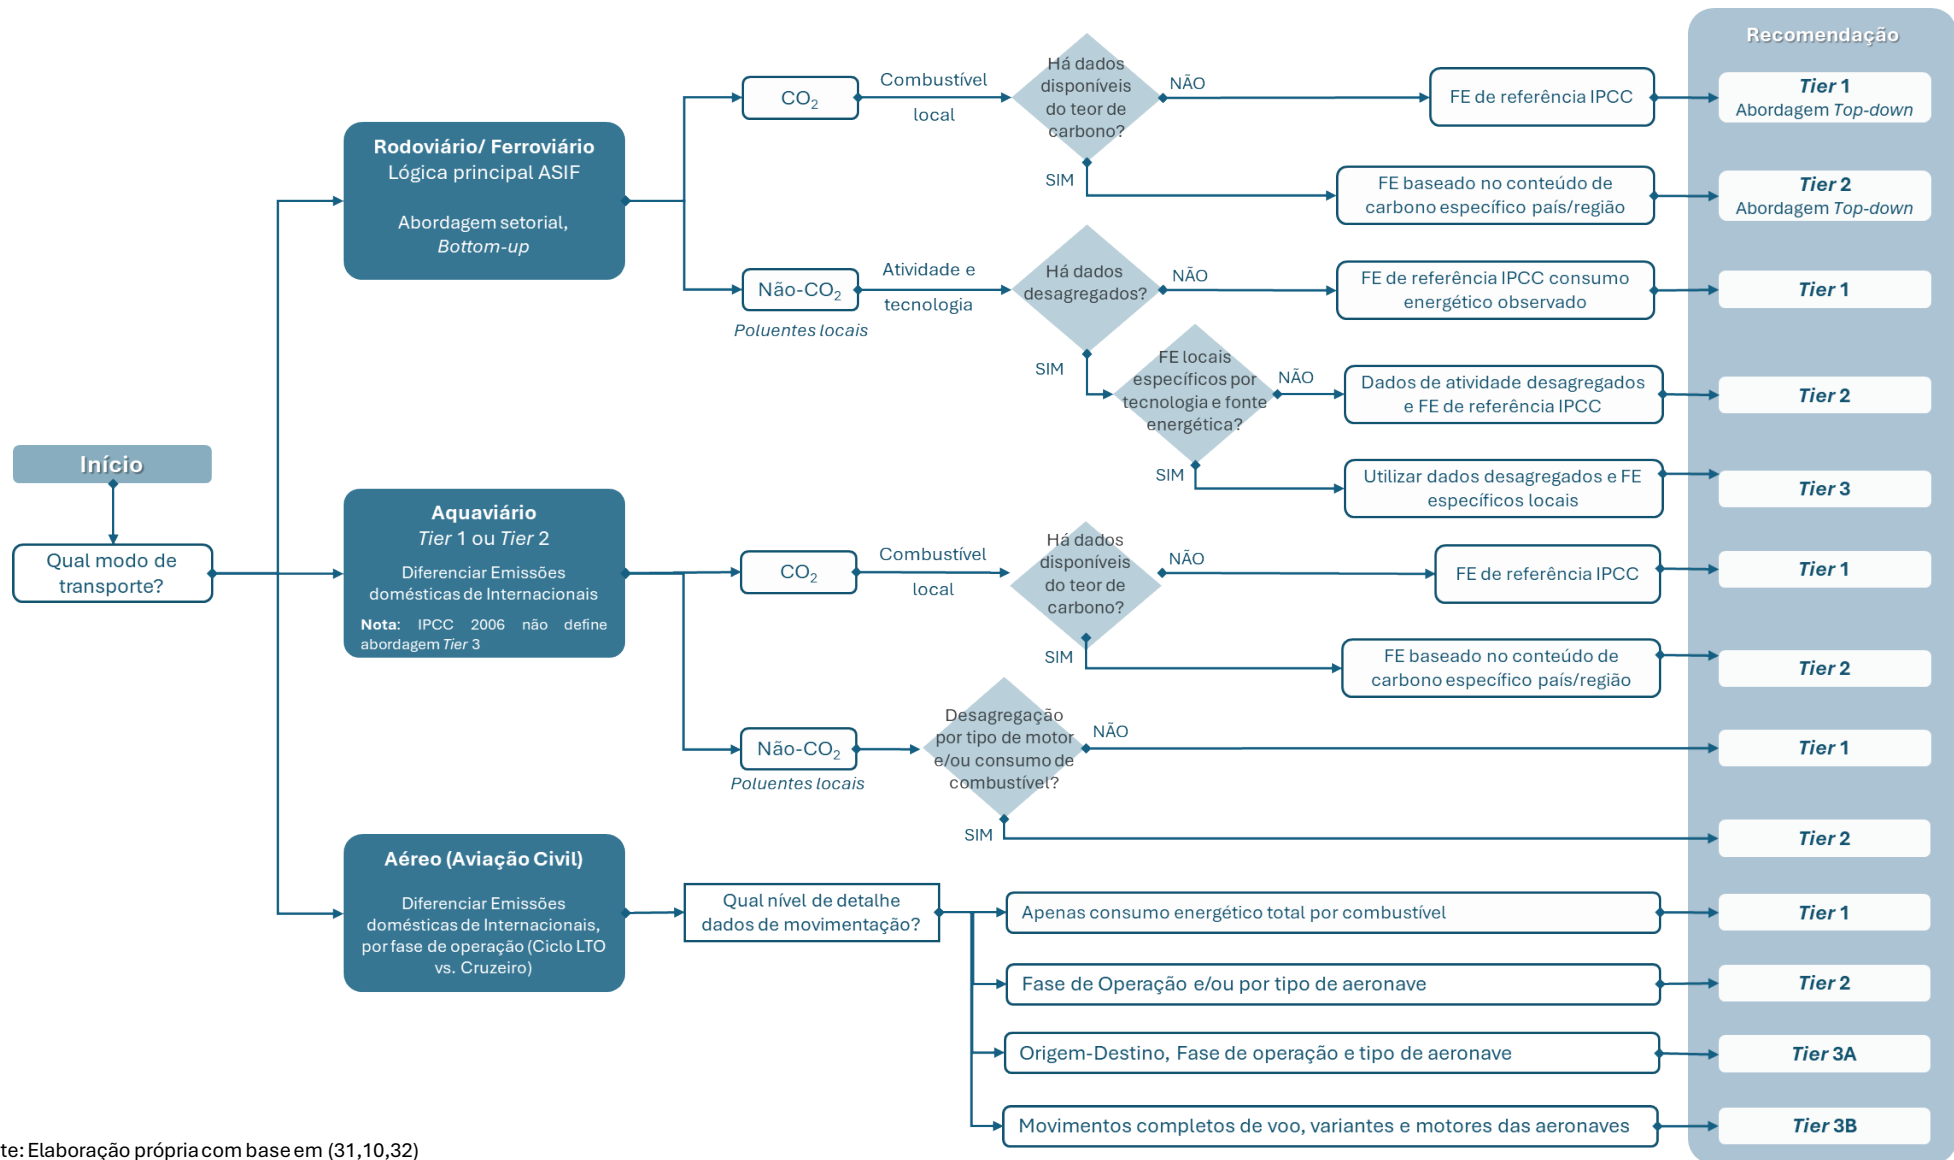 Recomendação
Há dados
disponíveis
do teor de
carbono?
CO₂
Combustível
local
NÃO
FE de referência IPCC
Tier 1
Abordagem Top-down
SIM
FE baseado no conteúdo de
carbono específico país/região
Tier 2
Abordagem Top-down
Rodoviário/ Ferroviário
Lógica principal ASIF
Abordagem setorial,
Bottom-up
Não-CO₂
Poluentes locais
Atividade e
tecnologia
Há dados
desagregados?
NÃO
FE de referência IPCC consumo
energético observado
Tier 1
SIM
FE locais
específicos por
tecnologia e fonte
energética?
NÃO
Dados de atividade desagregados
e FE de referência IPCC
Tier 2
SIM
Utilizar dados desagregados e FE
específicos locais
Tier 3
Início
Qual modo de
transporte?
Aquaviário
Tier 1 ou Tier 2
Diferenciar Emissões
domésticas de Internacionais
Nota: IPCC 2006 não define
abordagem Tier 3
CO₂
Combustível
local
Há dados
disponíveis
do teor de
carbono?
NÃO
FE de referência IPCC
Tier 1
SIM
FE baseado no conteúdo de
carbono específico país/região
Tier 2
Não-CO₂
Poluentes locais
Desagregação
por tipo de motor
e/ou consumo de
combustível?
NÃO
Tier 1
SIM
Tier 2
Aéreo (Aviação Civil)
Diferenciar Emissões
domésticas de Internacionais,
por fase de operação (Ciclo LTO
vs. Cruzeiro)
Qual nível de detalhe
dados de movimentação?
Apenas consumo energético total por combustível
Tier 1
Fase de Operação e/ou por tipo de aeronave
Tier 2
Origem-Destino, Fase de operação e tipo de aeronave
Tier 3A
Movimentos completos de voo, variantes e motores das aeronaves
Tier 3B
te: Elaboração própria com base em (31,10,32)